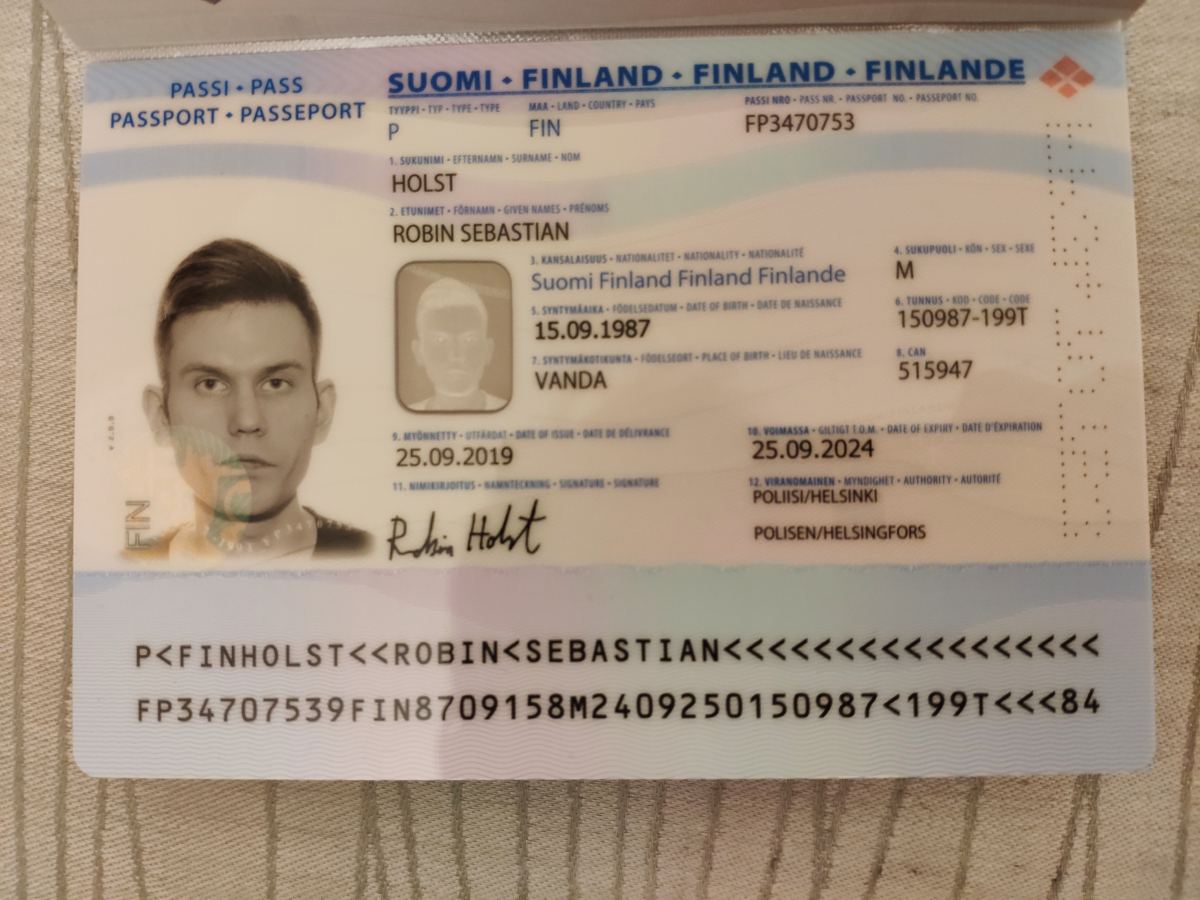 PASSI • PASS
PASSPORT • PASSEPORT
SUOMI • FINLAND • FINLAND • FINLANDE
TYYPPI • TYP • TYPE • TYPE
MAA • LAND • COUNTRY • PAYS
PASSI NRO • PASS NR. • PASSPORT NO. • PASSEPORT NO.
P
FIN
FP3470753
1. SUKUNIMI • EFTERNAMN • SURNAME • NOM
HOLST
2. ETUNIMET • FÖRNAMN • GIVEN NAMES • PRÉNOMS
ROBIN SEBASTIAN
3. KANSALAISUUS • NATIONALITET • NATIONALITY • NATIONALITÉ
4. SUKUPUOLI • KÖN • SEX • SEXE
Suomi Finland Finland Finlande
M
5. SYNTYMÄAIKA • FÖDELSEDATUM • DATE OF BIRTH • DATE DE NAISSANCE
6. TUNNUS • KOD • CODE • CODE
15.09.1987
150987-199T
7. SYNTYMÄKOTIKUNTA • FÖDELSEORT • PLACE OF BIRTH • LIEU DE NAISSANCE
8. CAN
VANDA
515947
9. MYÖNNETTY • UTFÄRDAT • DATE OF ISSUE • DATE DE DÉLIVRANCE
10. VOIMASSA • GILTIGT T.O.M. • DATE OF EXPIRY • DATE D'EXPIRATION
25.09.2019
25.09.2024
11. NIMIKIRJOITUS • NAMNTECKNING • SIGNATURE • SIGNATURE
12. VIRANOMAINEN • MYNDIGHET • AUTHORITY • AUTORITÉ
POLIISI/HELSINKI
Robin Holst
POLISEN/HELSINGFORS
FIN
P<FINHOLST<<ROBIN<SEBASTIAN<<<<<<<<<<<<<<<<<
FP34707539FIN8709158M2409250150987<199T<<<84